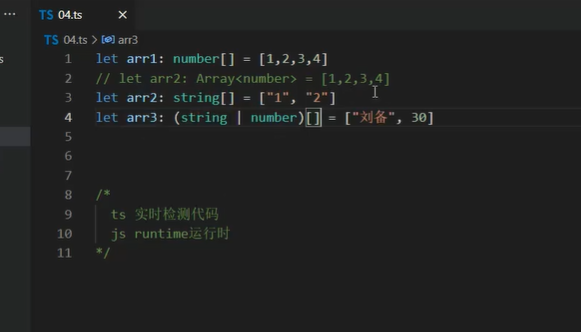 TS 04.ts
TS 04.ts > arr3
1 let arr1: number[] = [1,2,3,4]
2 // let arr2: Array<number> = [1,2,3,4]
3 let arr2: string[] = ["1", "2"]
4 let arr3: (string | number)[] = ["刘备", 30]
5
6
7
8 /*
9 ts 实时检测代码
10 js runtime运行时
11 */